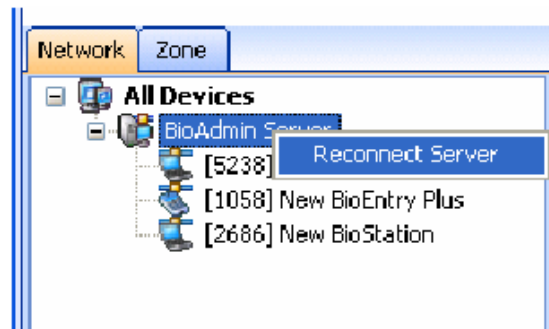 Network Zone
All Devices
BioAdmin Server
Reconnect Server
[5238]
[1058] New BioEntry Plus
[2686] New BioStation